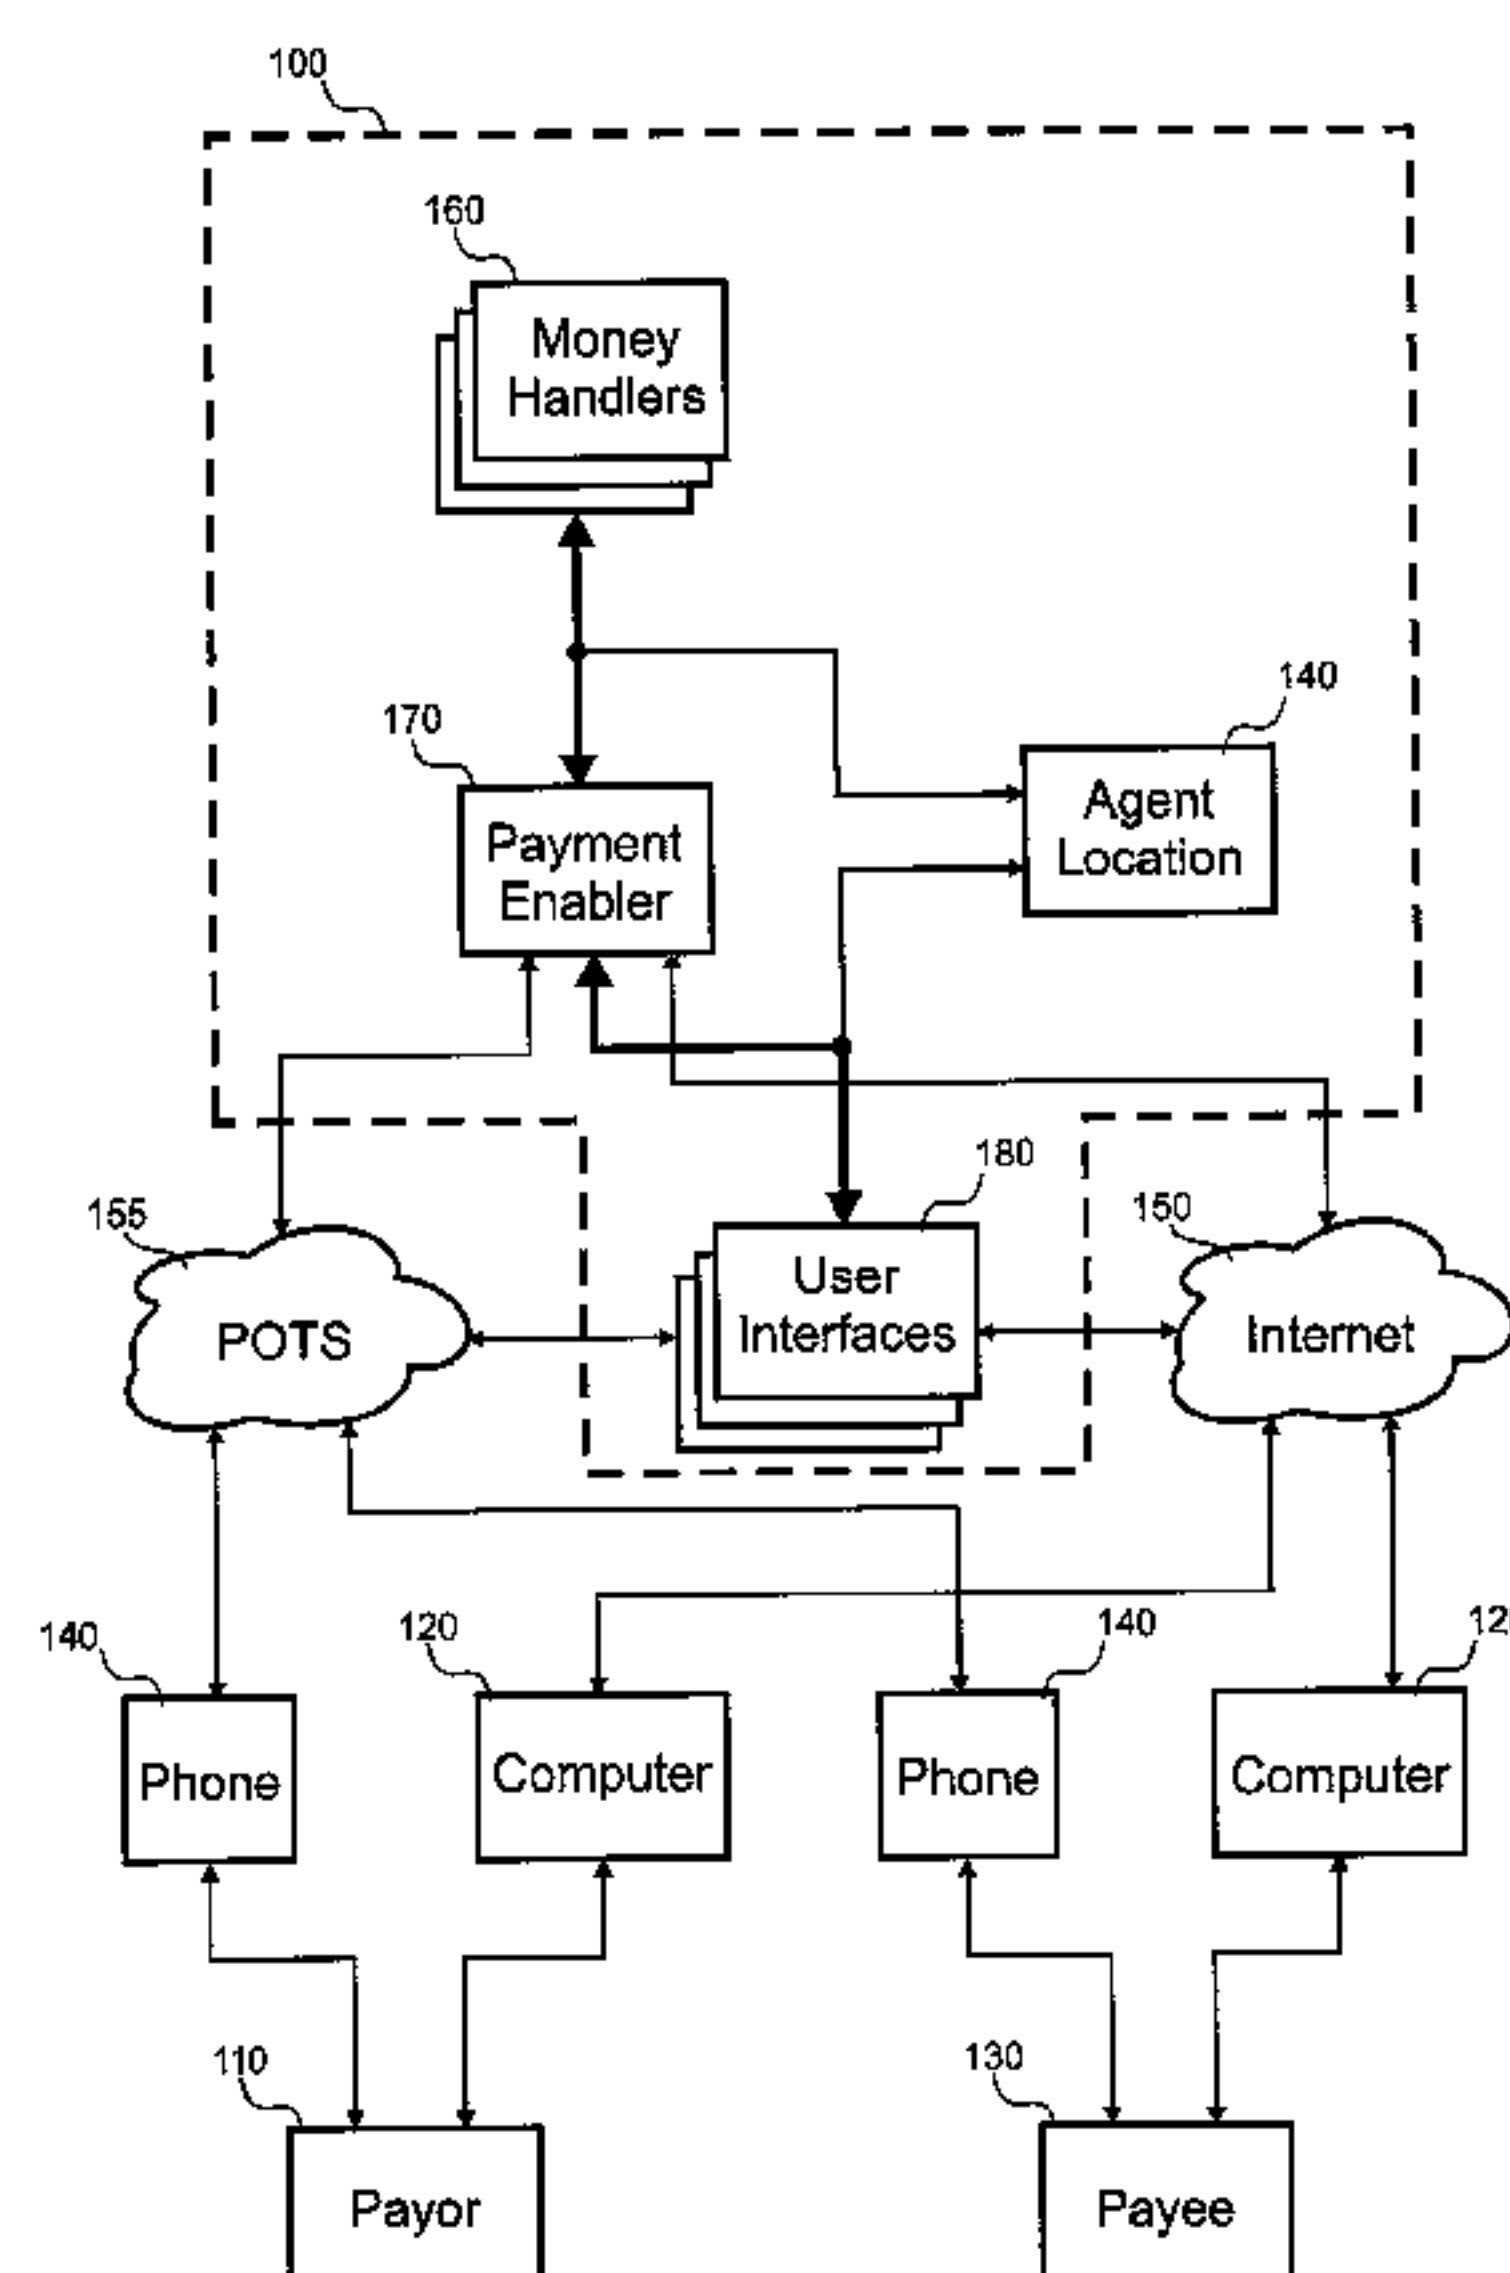 100
160
Money
Handlers
140
170
Agent
Location
Payment
Enabler
180
155
150
User
Interfaces
POTS
Internet
140
120
140
12
Phone
Computer
Phone
Computer
110
130
Payor
Payee